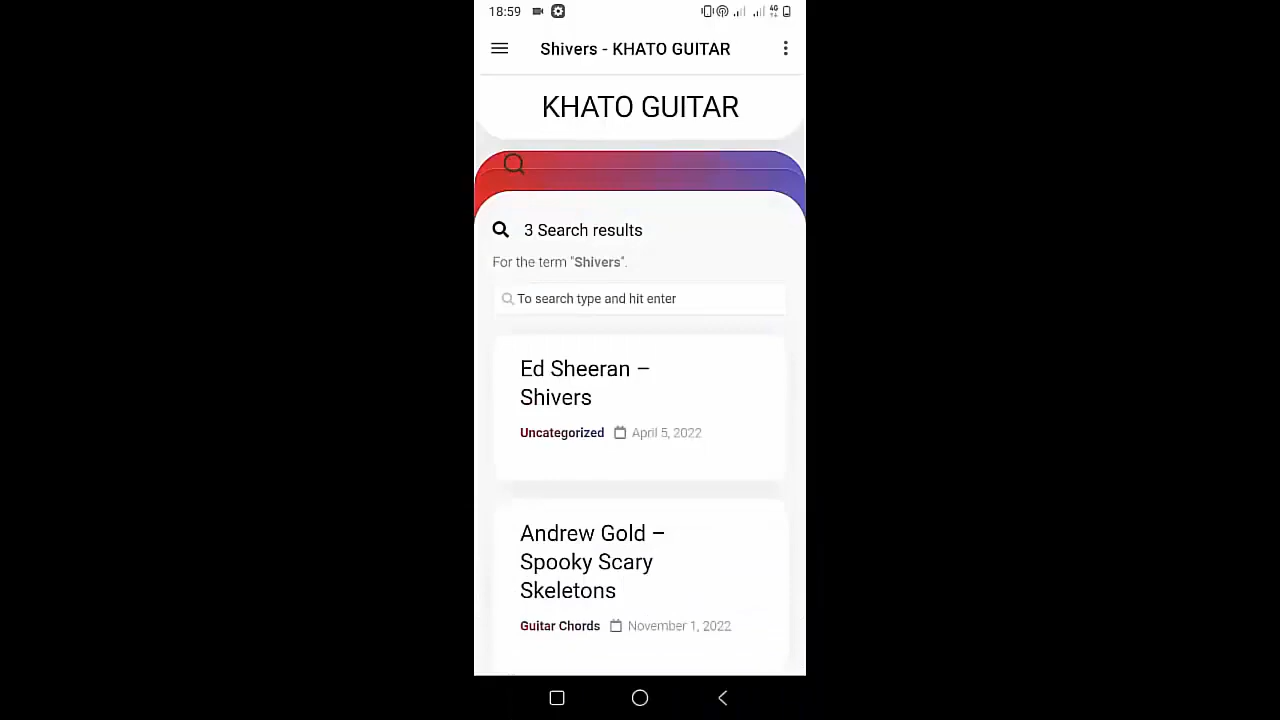 18:59 4G
Shivers - KHATO GUITAR
KHATO GUITAR
3 Search results
For the term "Shivers".
To search type and hit enter
Ed Sheeran –
Shivers
Uncategorized April 5, 2022
Andrew Gold –
Spooky Scary
Skeletons
Guitar Chords November 1, 2022